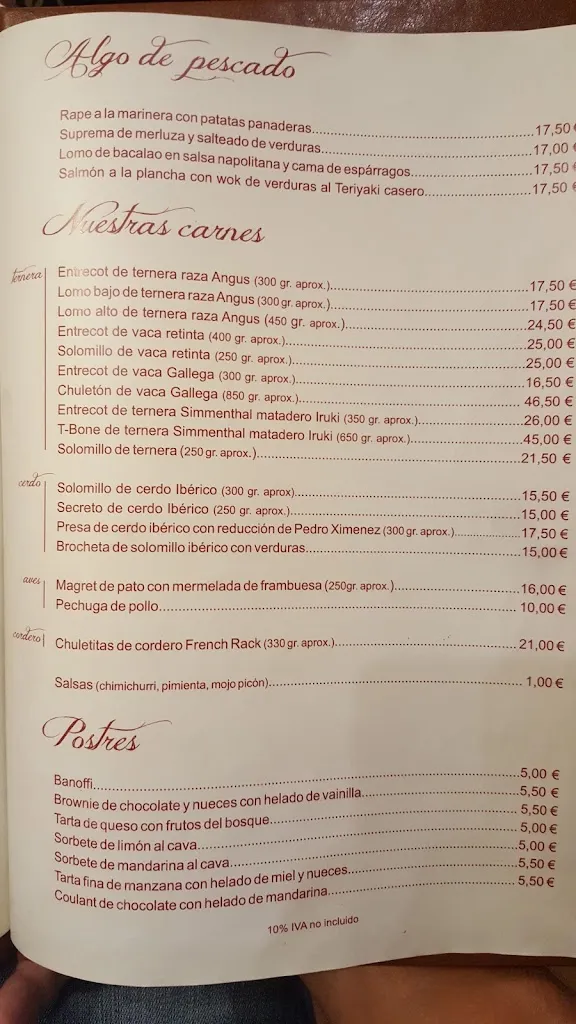 Algo de pescado
Rape a la marinera con patatas panaderas..........17,50 €
Suprema de merluza y salteado de verduras..........17,00 €
Lomo de bacalao en salsa napolitana y cama de espárragos..........17,50 €
Salmón a la plancha con wok de verduras al Teriyaki casero..........17,50 €
Nuestras carnes
ternera
Entrecot de ternera raza Angus (300 gr. aprox.)..........17,50 €
Lomo bajo de ternera raza Angus (300 gr. aprox.)..........17,50 €
Lomo alto de ternera raza Angus (450 gr. aprox.)..........24,50 €
Entrecot de vaca retinta (400 gr. aprox.)..........25,00 €
Solomillo de vaca retinta (250 gr. aprox.)..........25,00 €
Entrecot de vaca Gallega (300 gr. aprox.)..........16,50 €
Chuletón de vaca Gallega (850 gr. aprox.)..........46,50 €
Entrecot de ternera Simmenthal matadero Iruki (350 gr. aprox.)..........26,00 €
T-Bone de ternera Simmenthal matadero Iruki (650 gr. aprox.)..........45,00 €
Solomillo de ternera (250 gr. aprox.)..........21,50 €
cerdo
Solomillo de cerdo Ibérico (300 gr. aprox)..........15,50 €
Secreto de cerdo Ibérico (250 gr. aprox.)..........15,00 €
Presa de cerdo ibérico con reducción de Pedro Ximenez (300 gr. aprox.)..........17,50 €
Brocheta de solomillo ibérico con verduras..........15,00 €
aves
Magret de pato con mermelada de frambuesa (250gr. aprox.)..........16,00 €
Pechuga de pollo..........10,00 €
cordero
Chuletitas de cordero French Rack (330 gr. aprox.)..........21,00 €
Salsas (chimichurri, pimienta, mojo picón)..........1,00 €
Postres
Banoffi..........5,00 €
Brownie de chocolate y nueces con helado de vainilla..........5,50 €
Tarta de queso con frutos del bosque..........5,50 €
Sorbete de limón al cava..........5,00 €
Sorbete de mandarina al cava..........5,00 €
Tarta fina de manzana con helado de miel y nueces..........5,50 €
Coulant de chocolate con helado de mandarina..........5,50 €
10% IVA no incluido